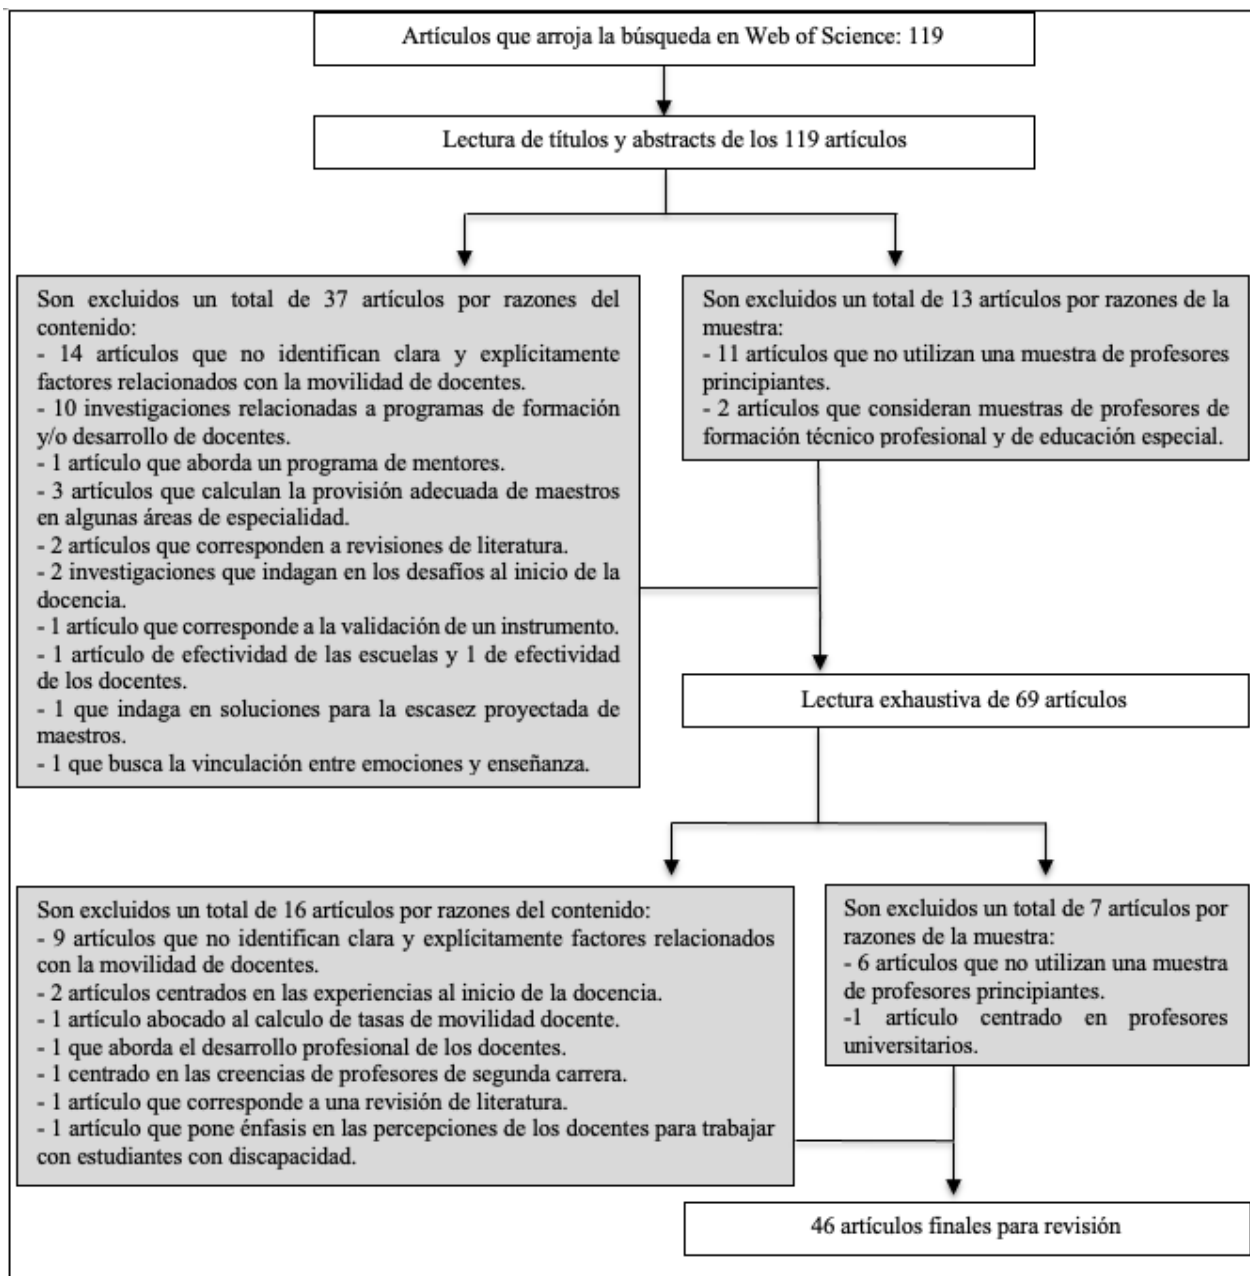 Artículos que arroja la búsqueda en Web of Science: 119
Lectura de títulos y abstracts de los 119 artículos
Son excluidos un total de 37 artículos por razones del
contenido:
- 14 artículos que no identifican clara y explícitamente
factores relacionados con la movilidad de docentes.
- 10 investigaciones relacionadas a programas de formación
y/o desarrollo de docentes.
- 1 artículo que aborda un programa de mentores.
- 3 artículos que calculan la provisión adecuada de maestros
en algunas áreas de especialidad.
- 2 artículos que corresponden a revisiones de literatura.
- 2 investigaciones que indagan en los desafíos al inicio de la
docencia.
- 1 artículo que corresponde a la validación de un instrumento.
- 1 artículo de efectividad de las escuelas y 1 de efectividad
de los docentes.
- 1 que indaga en soluciones para la escasez proyectada de
maestros.
- 1 que busca la vinculación entre emociones y enseñanza.
Son excluidos un total de 13 artículos por razones de la
muestra:
- 11 artículos que no utilizan una muestra de profesores
principiantes.
- 2 artículos que consideran muestras de profesores de
formación técnico profesional y de educación especial.
Lectura exhaustiva de 69 artículos
Son excluidos un total de 16 artículos por razones del contenido:
- 9 artículos que no identifican clara y explícitamente factores relacionados
con la movilidad de docentes.
- 2 artículos centrados en las experiencias al inicio de la docencia.
- 1 artículo abocado al calculo de tasas de movilidad docente.
- 1 que aborda el desarrollo profesional de los docentes.
- 1 centrado en las creencias de profesores de segunda carrera.
- 1 artículo que corresponde a una revisión de literatura.
- 1 artículo que pone énfasis en las percepciones de los docentes para trabajar
con estudiantes con discapacidad.
Son excluidos un total de 7 artículos por
razones de la muestra:
- 6 artículos que no utilizan una muestra
de profesores principiantes.
-1 artículo centrado en profesores
universitarios.
46 artículos finales para revisión